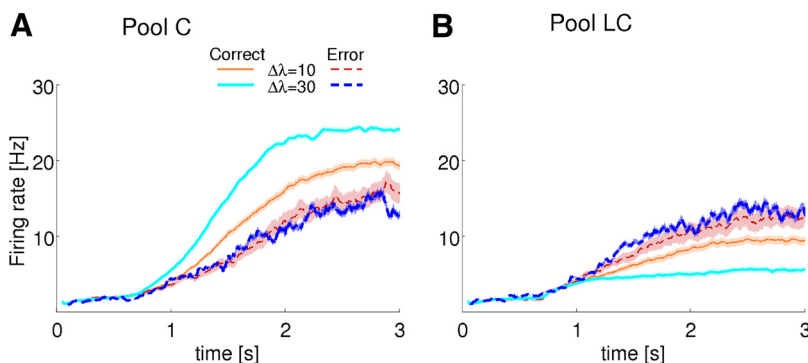 A Pool C
B Pool LC
Correct Error
Δλ=10
Δλ=30
Firing rate [Hz]
30
20
10
0 1 2 3
time [s]
30
20
10
0 1 2 3
time [s]